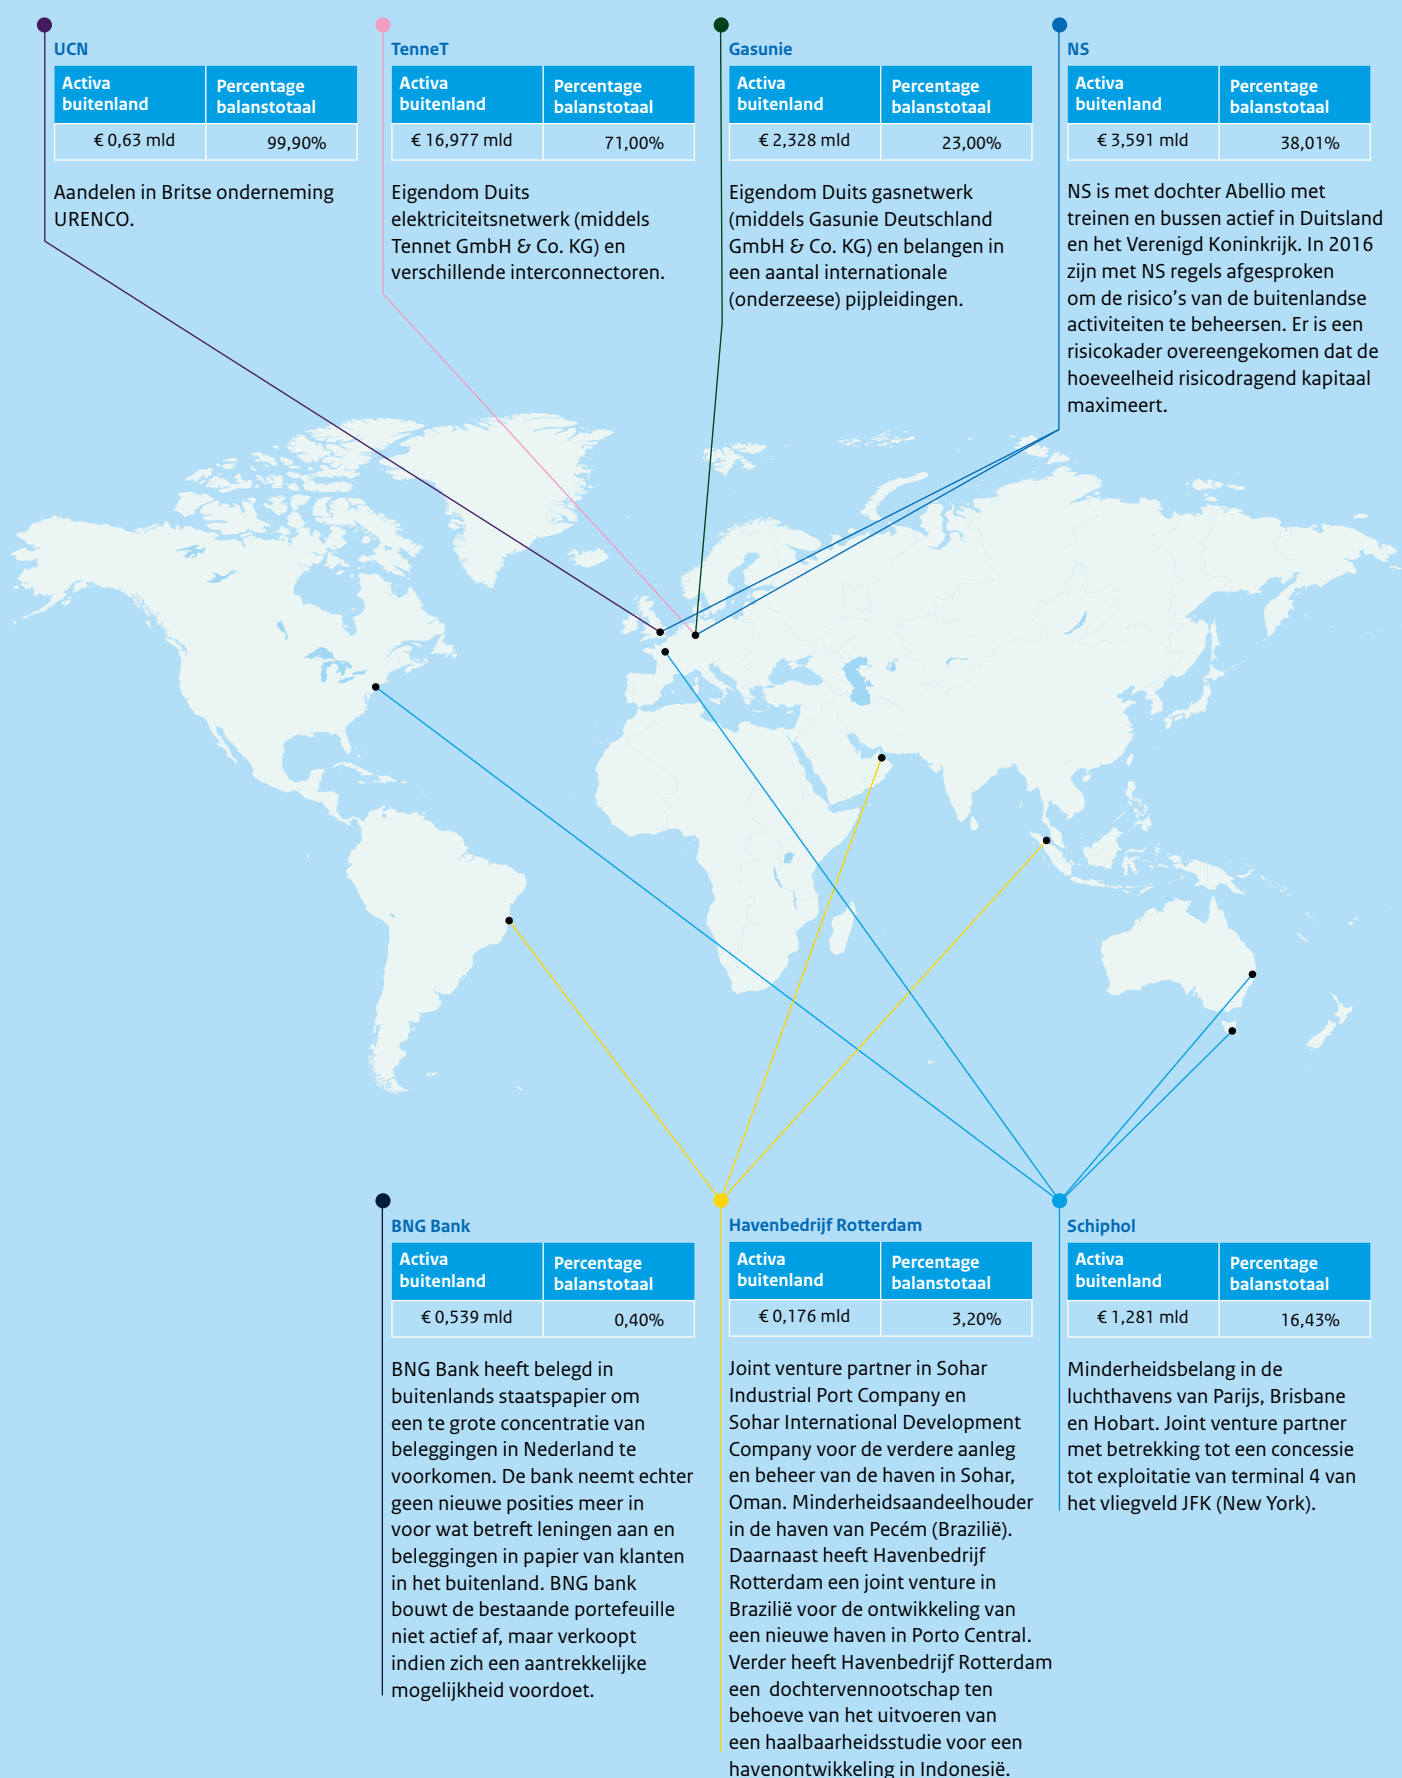 UCN
Activa
buitenland
Percentage
balanstotaal
€ 0,63 mld
99,90%
Aandelen in Britse onderneming
URENCO.
TenneT
Activa
buitenland
Percentage
balanstotaal
€ 16,977 mld
71,00%
Eigendom Duits
elektriciteitsnetwerk (middels
Tennet GmbH & Co. KG) en
verschillende interconnectoren.
Gasunie
Activa
buitenland
Percentage
balanstotaal
€ 2,328 mld
23,00%
Eigendom Duits gasnetwerk
(middels Gasunie Deutschland
GmbH & Co. KG) en belangen in
een aantal internationale
(onderzeese) pijpleidingen.
NS
Activa
buitenland
Percentage
balanstotaal
€ 3,591 mld
38,01%
NS is met dochter Abellio met
treinen en bussen actief in Duitsland
en het Verenigd Koninkrijk. In 2016
zijn met NS regels afgesproken
om de risico’s van de buitenlandse
activiteiten te beheersen. Er is een
risicokader overeengekomen dat de
hoeveelheid risicodragend kapitaal
maximeert.
BNG Bank
Activa
buitenland
Percentage
balanstotaal
€ 0,539 mld
0,40%
BNG Bank heeft belegd in
buitenlands staatspapier om
een te grote concentratie van
beleggingen in Nederland te
voorkomen. De bank neemt echter
geen nieuwe posities meer in
voor wat betreft leningen aan en
beleggingen in papier van klanten
in het buitenland. BNG bank
bouwt de bestaande portefeuille
niet actief af, maar verkoopt
indien zich een aantrekkelijke
mogelijkheid voordoet.
Havenbedrijf Rotterdam
Activa
buitenland
Percentage
balanstotaal
€ 0,176 mld
3,20%
Joint venture partner in Sohar
Industrial Port Company en
Sohar International Development
Company voor de verdere aanleg
en beheer van de haven in Sohar,
Oman. Minderheidsaandeelhouder
in de haven van Pecém (Brazilië).
Daarnaast heeft Havenbedrijf
Rotterdam een joint venture in
Brazilië voor de ontwikkeling van
een nieuwe haven in Porto Central.
Verder heeft Havenbedrijf Rotterdam
een dochtervennootschap ten
behoeve van het uitvoeren van
een haalbaarheidsstudie voor een
havenontwikkeling in Indonesië.
Schiphol
Activa
buitenland
Percentage
balanstotaal
€ 1,281 mld
16,43%
Minderheidsbelang in de
luchthavens van Parijs, Brisbane
en Hobart. Joint venture partner
met betrekking tot een concessie
tot exploitatie van terminal 4 van
het vliegveld JFK (New York).